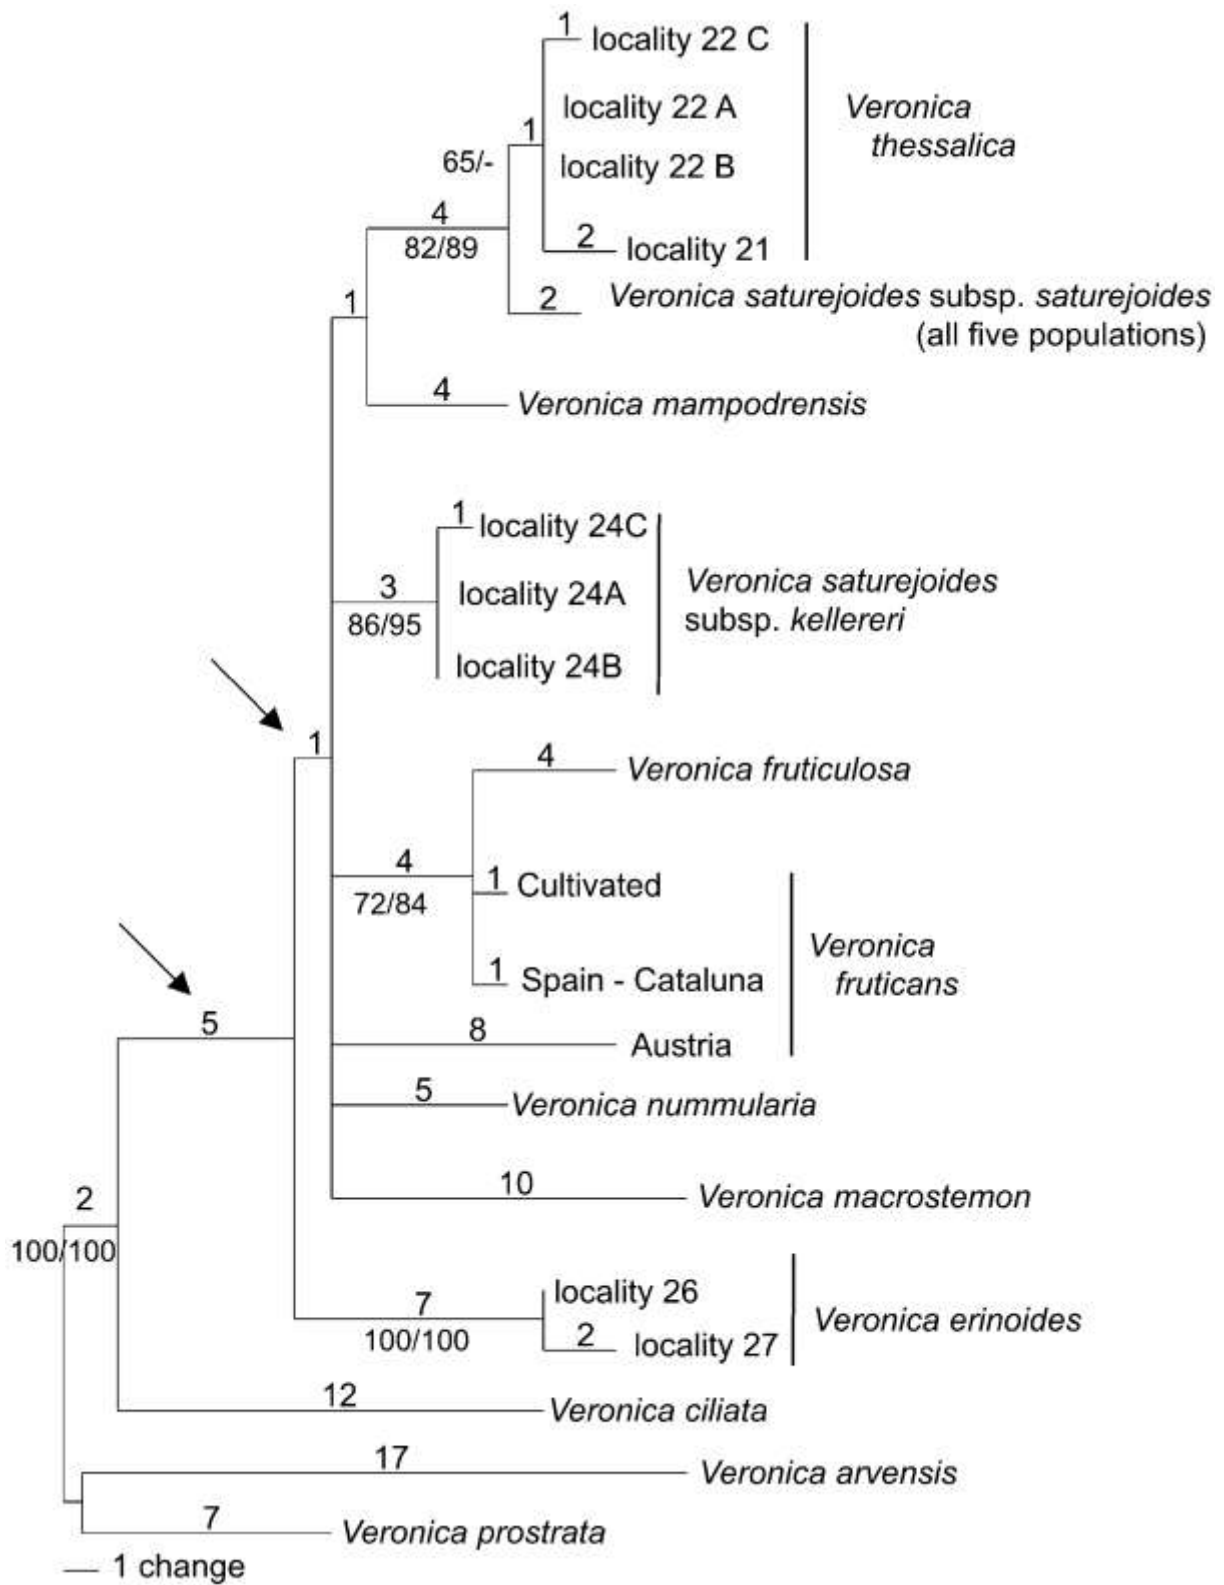 1
locality 22 C
locality 22 A
Veronica
thessalica
1
65/-
locality 22 B
4
82/89
2
locality 21
2
Veronica saturejoides subsp. saturejoides
(all five populations)
1
4
Veronica mampodrensis
1
locality 24C
3
86/95
locality 24A
Veronica saturejoides
subsp. kellereri
locality 24B
1
4
Veronica fruticulosa
4
72/84
1
Cultivated
Veronica
fruticans
1
Spain - Cataluna
5
8
Austria
5
Veronica nummularia
2
100/100
10
Veronica macrostemon
7
100/100
locality 26
2
locality 27
Veronica erinoides
12
Veronica ciliata
17
Veronica arvensis
7
Veronica prostrata
1 change